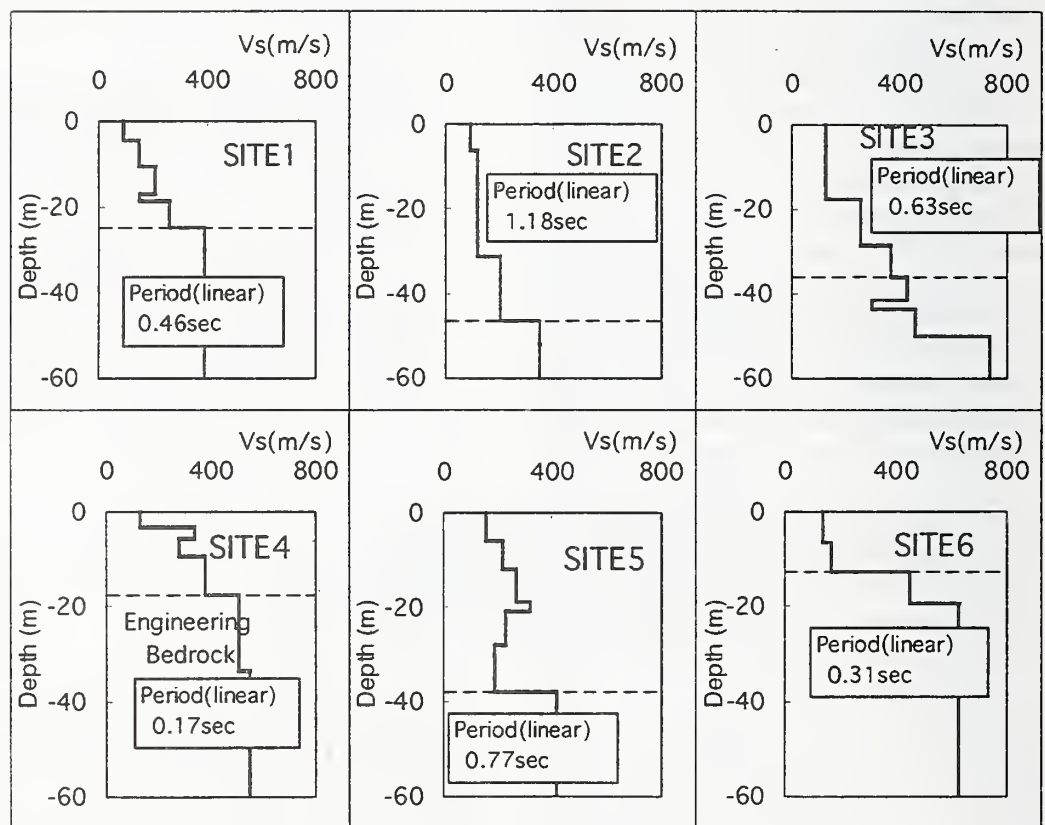 Vs(m/s)
0 400 800
0
-20
-40
-60
Depth (m)
SITE1
Period(linear)
0.46sec
Vs(m/s)
0 400 800
0
-20
-40
-60
Depth (m)
SITE2
Period(linear)
1.18sec
Vs(m/s)
0 400 800
0
-20
-40
-60
Depth (m)
SITE3
Period(linear)
0.63sec
Vs(m/s)
0 400 800
0
-20
-40
-60
Depth (m)
SITE4
Engineering
Bedrock
Period(linear)
0.17sec
Vs(m/s)
0 400 800
0
-20
-40
-60
Depth (m)
SITE5
Period(linear)
0.77sec
Vs(m/s)
0 400 800
0
-20
-40
-60
Depth (m)
SITE6
Period(linear)
0.31sec